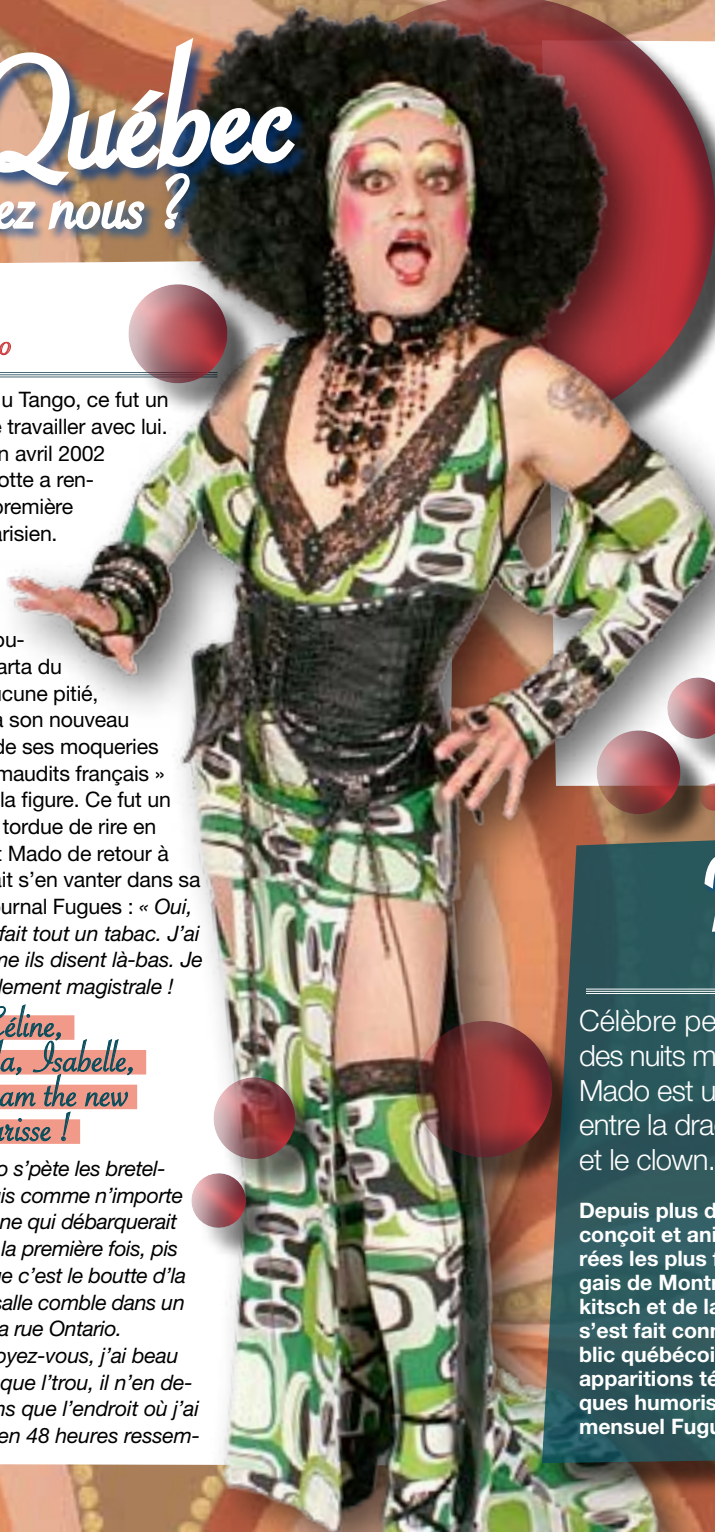 Québec
ez nous ?
o
u Tango, ce fut un
e travailler avec lui.
n avril 2002
otte a ren-
première
arisien.
ou-
arta du
ucune pitié,
a son nouveau
de ses moqueries
maudits français »
la figure. Ce fut un
tordue de rire en
t Mado de retour à
ait s’en vanter dans sa
ournal Fugues : « Oui,
fait tout un tabac. J’ai
me ils disent là-bas. Je
lement magistrale !
Céline,
la, Isabelle,
am the new
arisse !
o s’pète les bretel-
is comme n’importe
ne qui débarquerait
la première fois, pis
ue c’est le boutte d’la
salle comble dans un
a rue Ontario.
oyez-vous, j’ai beau
que l’trou, il n’en de-
ns que l’endroit où j’ai
en 48 heures ressem-
Célèbre pe
des nuits m
Mado est u
entre la dra
et le clown.
Depuis plus d
conçoit et ani
rées les plus f
gais de Montr
kitsch et de la
s’est fait conn
blic québécoi
apparitions té
ques humoris
mensuel Fugu